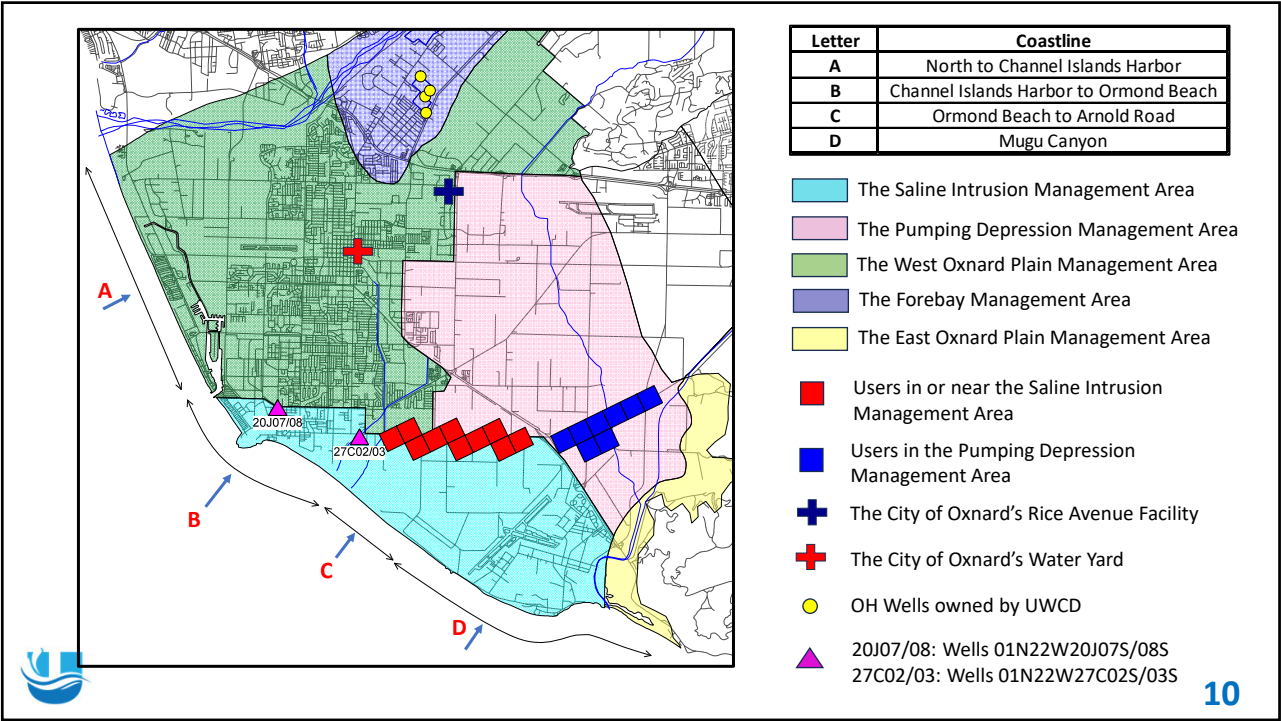 A
B
C
D
20J07/08
27C02/03
Letter Coastline
A North to Channel Islands Harbor
B Channel Islands Harbor to Ormond Beach
C Ormond Beach to Arnold Road
D Mugu Canyon
The Saline Intrusion Management Area
The Pumping Depression Management Area
The West Oxnard Plain Management Area
The Forebay Management Area
The East Oxnard Plain Management Area
Users in or near the Saline Intrusion
Management Area
Users in the Pumping Depression
Management Area
The City of Oxnard's Rice Avenue Facility
The City of Oxnard's Water Yard
OH Wells owned by UWCD
20J07/08: Wells 01N22W20J07S/08S
27C02/03: Wells 01N22W27C02S/03S
10